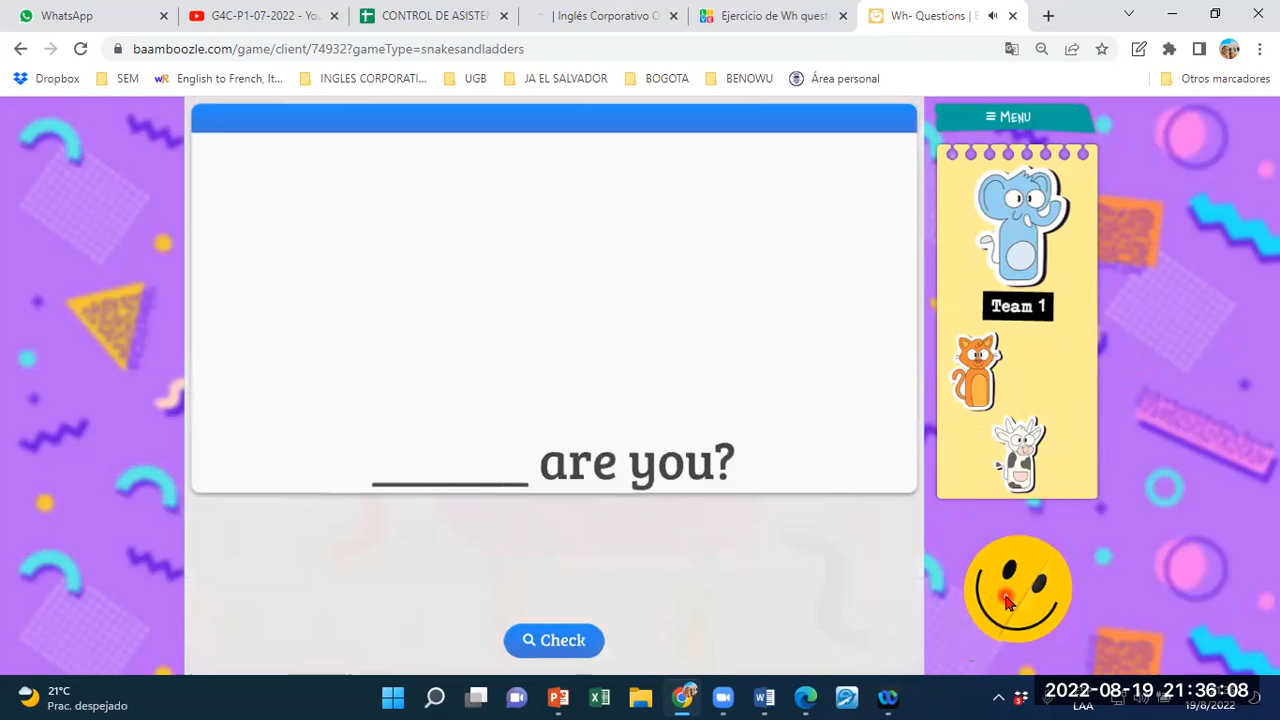 WhatsApp
G4C-P1-07-2022 - You
CONTROL DE ASISTEN
| Inglés Corporativo O
Ejercicio de Wh quest
Wh- Questions | B
baamboozle.com/game/client/74932?gameType=snakesandladders
Dropbox
SEM
English to French, It...
INGLES CORPORATI...
UGB
JA EL SALVADOR
BOGOTA
BENOWU
Área personal
Otros marcadores
MENU
Team 1
_______ are you?
Check
21°C
Prac. despejado
2022-08-19 21:36:08
LAA
19/8/2022